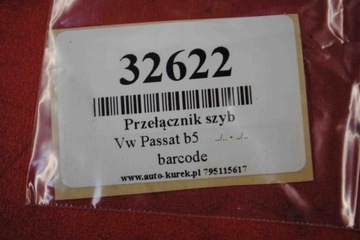 32622
Przełącznik szyb
Vw Passat b5 ../.. - ../..
barcode
www.auto-kurek.pl 795115617